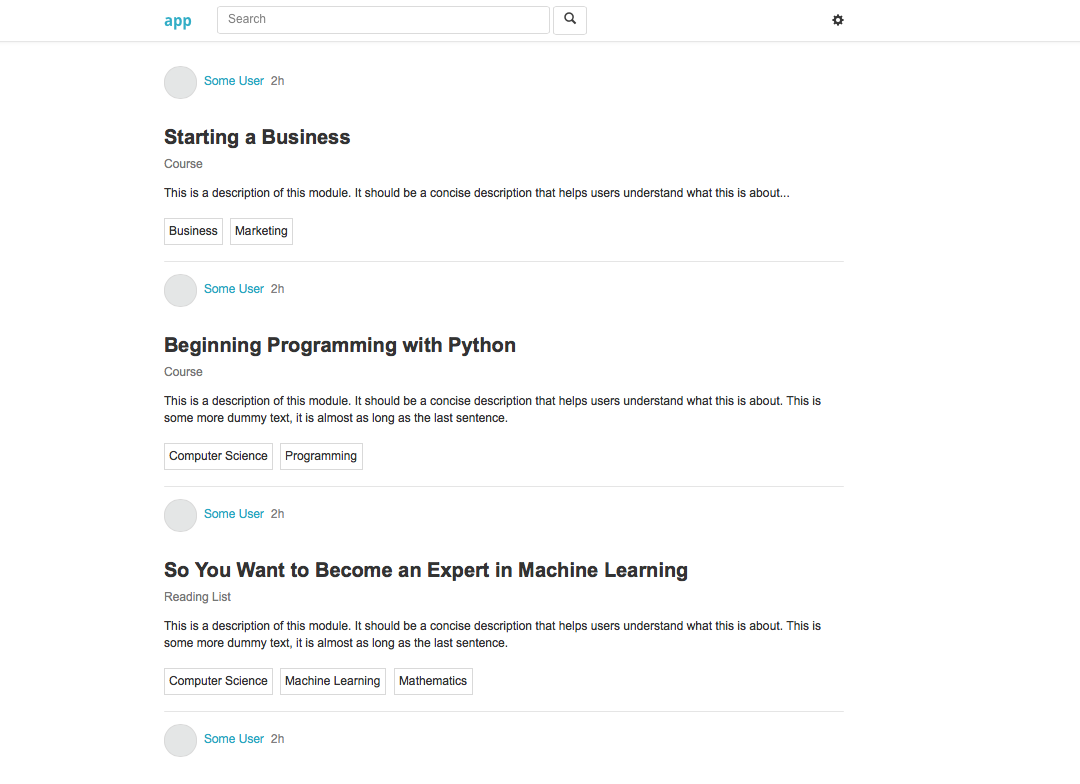 app
Search
Some User 2h
Starting a Business
Course
This is a description of this module. It should be a concise description that helps users understand what this is about...
Business Marketing
Some User 2h
Beginning Programming with Python
Course
This is a description of this module. It should be a concise description that helps users understand what this is about. This is
some more dummy text, it is almost as long as the last sentence.
Computer Science Programming
Some User 2h
So You Want to Become an Expert in Machine Learning
Reading List
This is a description of this module. It should be a concise description that helps users understand what this is about. This is
some more dummy text, it is almost as long as the last sentence.
Computer Science Machine Learning Mathematics
Some User 2h